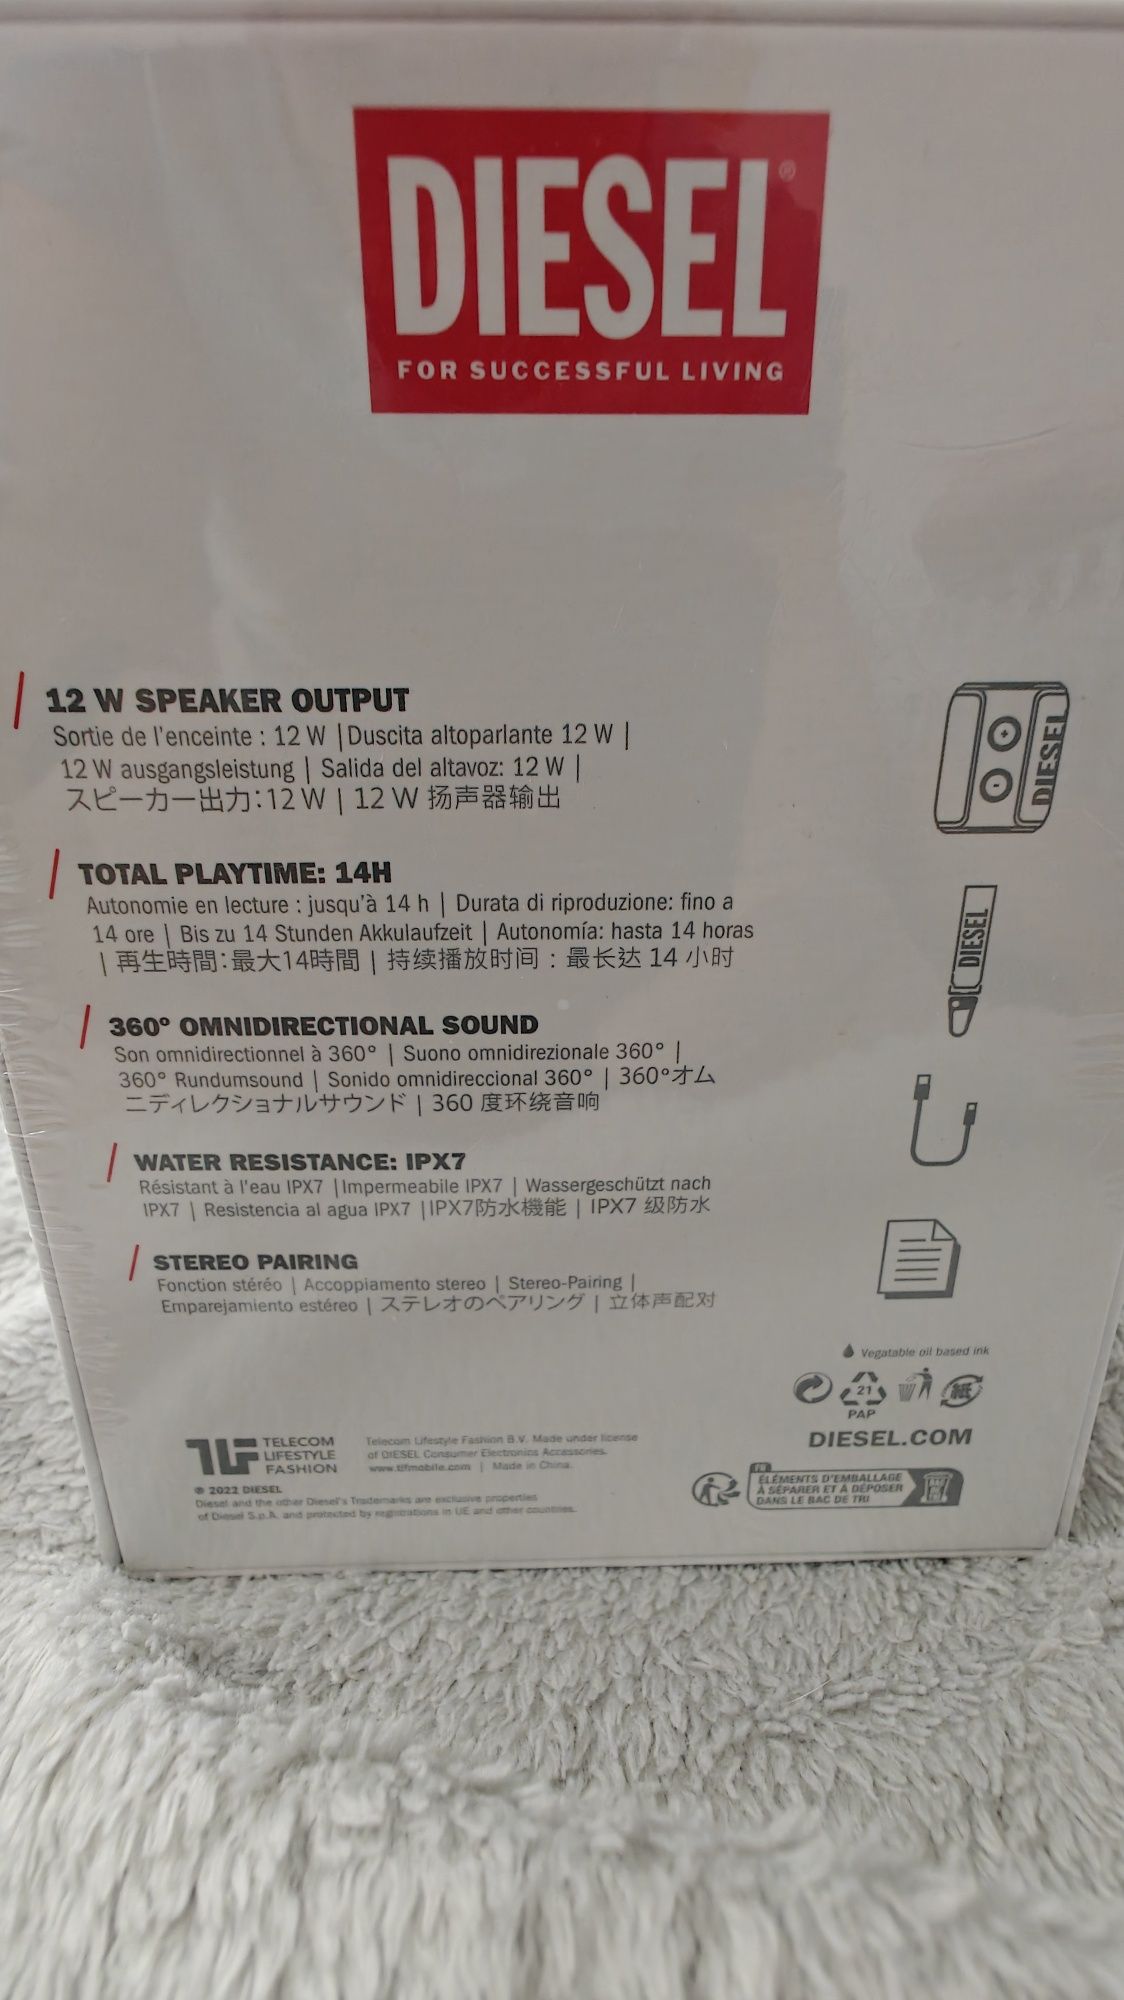 DIESEL®
FOR SUCCESSFUL LIVING
12 W SPEAKER OUTPUT
Sortie de l'enceinte : 12 W | Duscita altoparlante 12 W |
12 W ausgangsleistung | Salida del altavoz: 12 W |
スピーカー出力：12 W | 12 W 扬声器输出
DIESEL
TOTAL PLAYTIME: 14H
Autonomie en lecture : jusqu'à 14 h | Durata di riproduzione: fino a
14 ore | Bis zu 14 Stunden Akkulaufzeit | Autonomía: hasta 14 horas
| 再生時間：最大14時間 | 持续播放时间：最长达 14 小时
DIESEL
360° OMNIDIRECTIONAL SOUND
Son omnidirectionnel à 360° | Suono omnidirezionale 360° |
360° Rundumsound | Sonido omnidireccional 360° | 360°オム
ニディレクショナルサウンド | 360 度环绕音响
WATER RESISTANCE: IPX7
Résistant à l'eau IPX7 | Impermeabile IPX7 | Wassergeschützt nach
IPX7 | Resistencia al agua IPX7 | IPX7防水機能 | IPX7 级防水
STEREO PAIRING
Fonction stéréo | Accoppiamento stereo | Stereo-Pairing |
Emparejamiento estéreo | ステレオのペアリング | 立体声配对
Vegatable oil based ink
21
PAP
紙
DIESEL.COM
TLF TELECOM
LIFESTYLE
FASHION
Telecom Lifestyle Fashion B.V. Made under license
of DIESEL Consumer Electronics Accessories.
www.tlfmobile.com | Made in China.
© 2022 DIESEL
Diesel and the other Diesel's Trademarks are exclusive properties
of Diesel S.p.A. and protected by registrations in UE and other countries.
FR
ÉLÉMENTS D'EMBALLAGE
À SÉPARER ET À DÉPOSER
DANS LE BAC DE TRI
BAC
DE
TRI